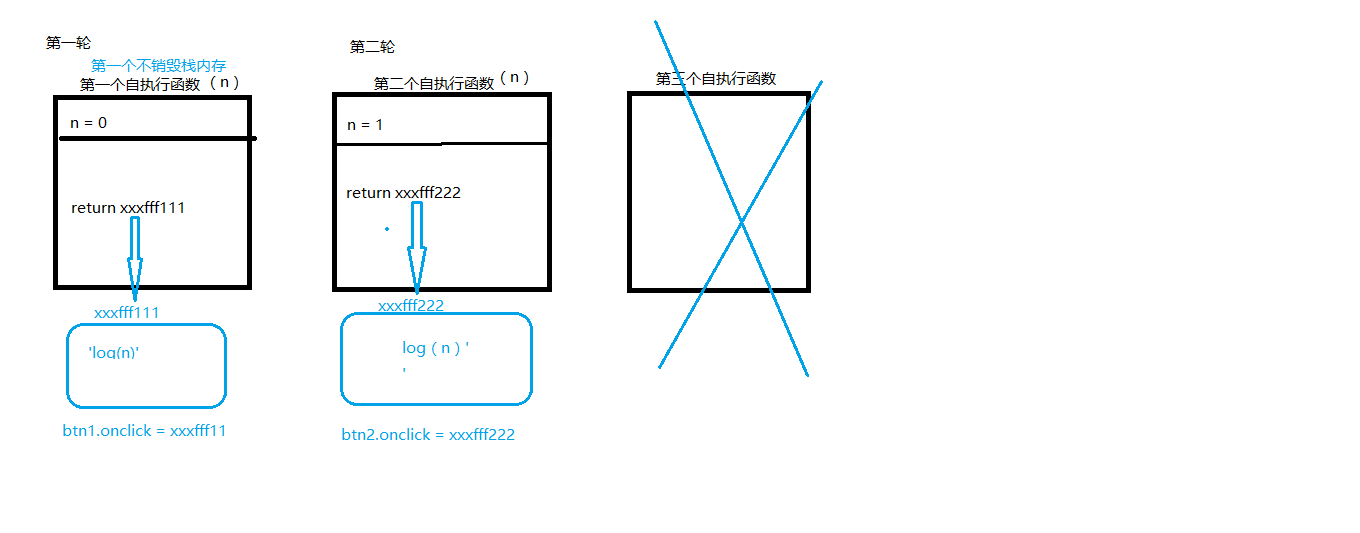 第一轮
第一个不销毁栈内存
第一个自执行函数（n）
n = 0
return xxxfff111
xxxfff111
'log(n)'
btn1.onclick = xxxfff11
第二轮
第二个自执行函数（n）
n = 1
return xxxfff222
xxxfff222
log（n）'
'
btn2.onclick = xxxfff222
第三个自执行函数